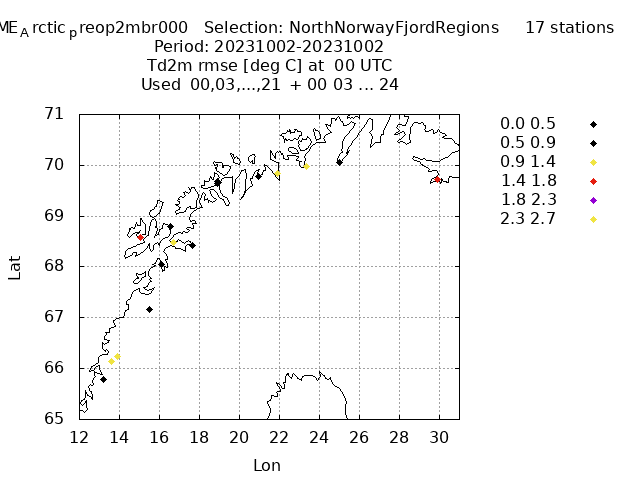 ME_A rctic_p reop2mbr000 Selection: NorthNorwayFjordRegions 17 stations
Period: 20231002-20231002
Td2m rmse [deg C] at 00 UTC
Used 00,03,...,21 + 00 03 ... 24
71
70
69
68
67
66
65
12 14 16 18 20 22 24 26 28 30
Lat
Lon
0.0 0.5
0.5 0.9
0.9 1.4
1.4 1.8
1.8 2.3
2.3 2.7